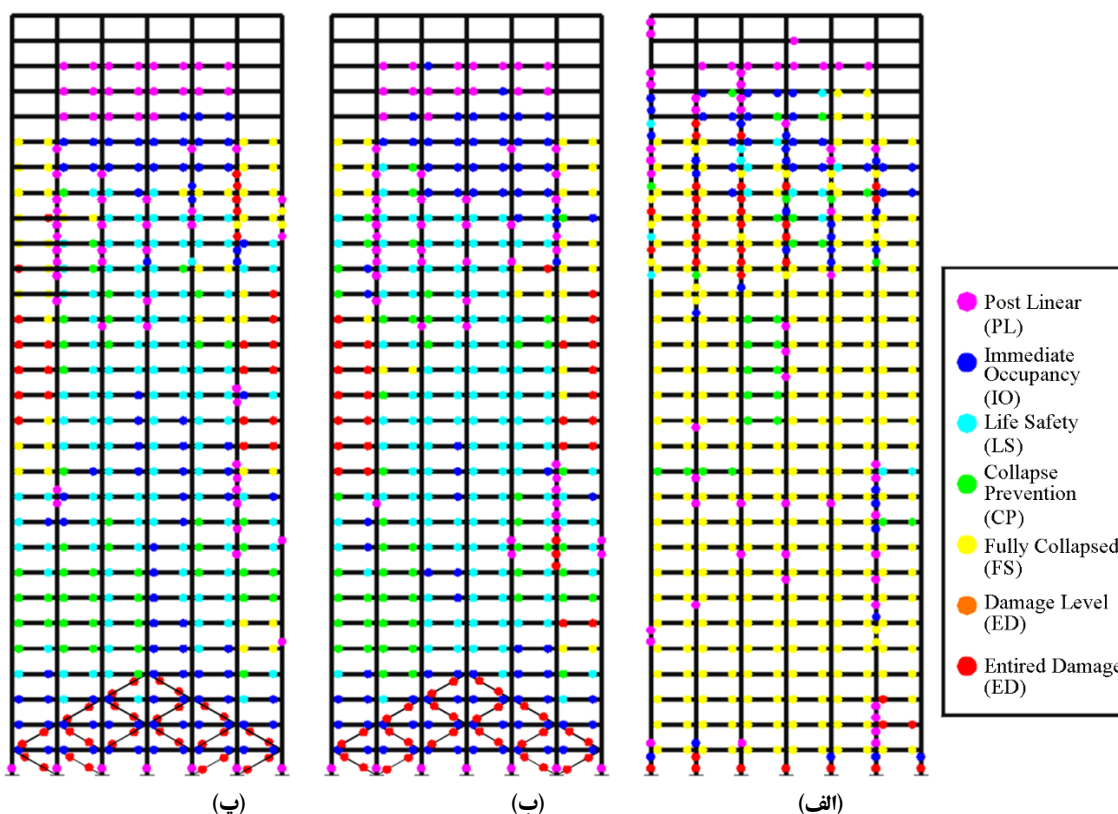 Post Linear
(PL)
Immediate
Occupancy
(IO)
Life Safety
(LS)
Collapse
Prevention
(CP)
Fully Collapsed
(FS)
Damage Level
(ED)
Entired Damage
(ED)
(الف)
(ب)
(پ)